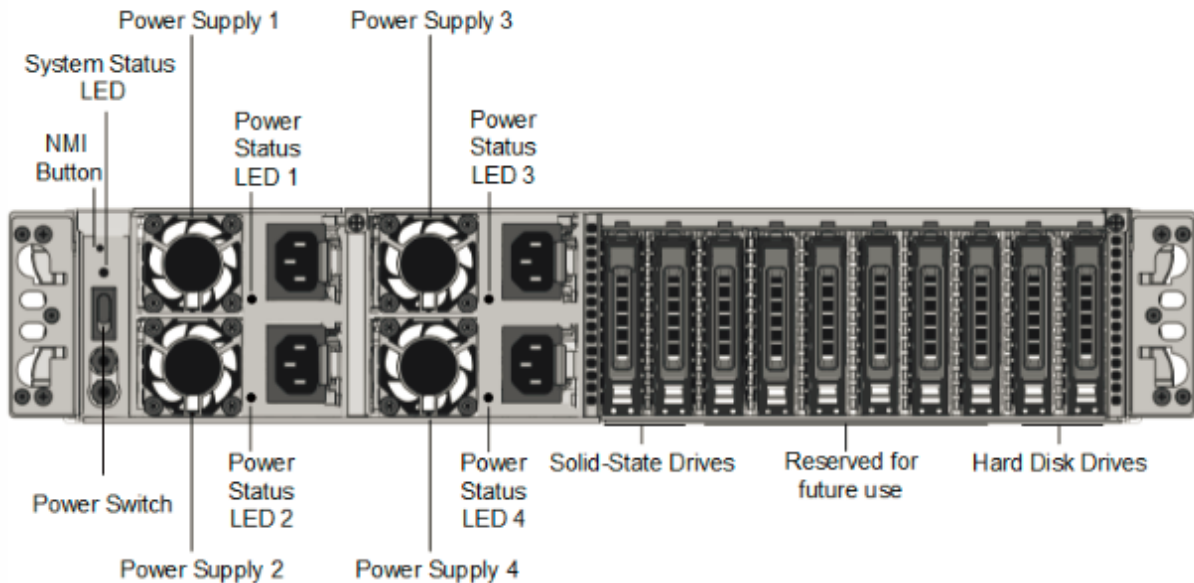 Power Supply 1
Power Supply 3
System Status
LED
NMI
Button
Power
Status
LED 1
Power
Status
LED 3
Solid-State Drives
Reserved for
future use
Hard Disk Drives
Power
Status
LED 2
Power
Status
LED 4
Power Switch
Power Supply 2
Power Supply 4